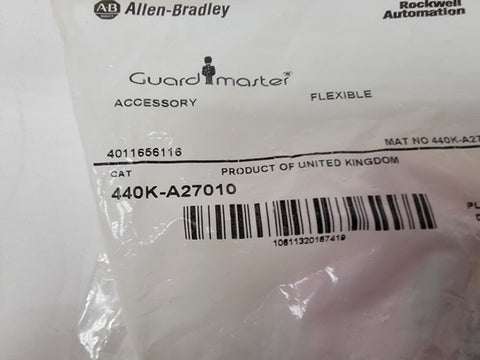 AB Allen-Bradley
Rockwell
Automation
Guardmaster
ACCESSORY FLEXIBLE
4011656116 MAT NO 440K-A27
CAT PRODUCT OF UNITED KINGDOM
440K-A27010
10611320167419